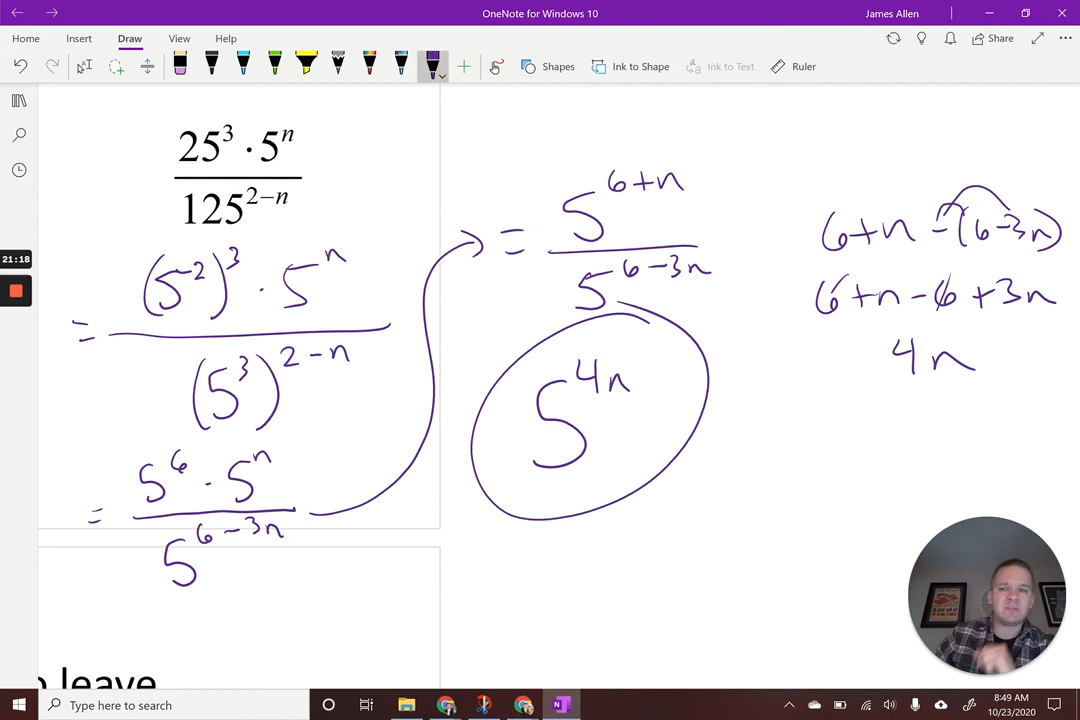 OneNote for Windows 10
James Allen
Home Insert Draw View Help
Share
Shapes Ink to Shape Ink to Text Ruler
25³ · 5ⁿ
125²⁻ⁿ
= (5²)³ · 5ⁿ
(5³)²⁻ⁿ
= 5⁶ · 5ⁿ
5⁶⁻³ⁿ
= 5⁶⁺ⁿ
5⁶⁻³ⁿ
5⁴ⁿ
6+n -(6-3n)
6+n-6+3n
4n
21:18
o leave
Type here to search
8:49 AM
10/23/2020